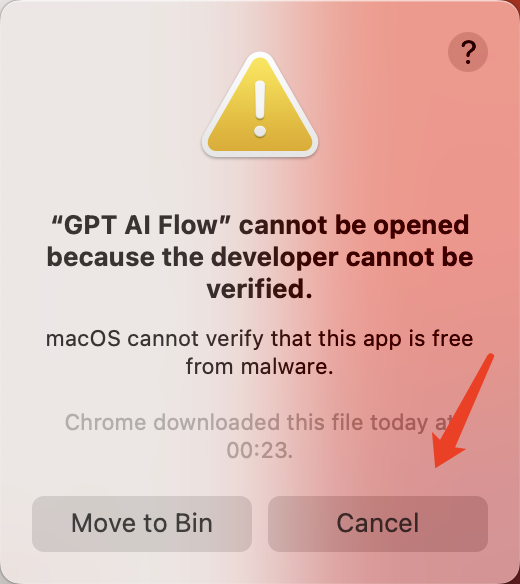 ?
“GPT AI Flow” cannot be opened
because the developer cannot be
verified.
macOS cannot verify that this app is free
from malware.
Chrome downloaded this file today at
00:23.
Move to Bin
Cancel